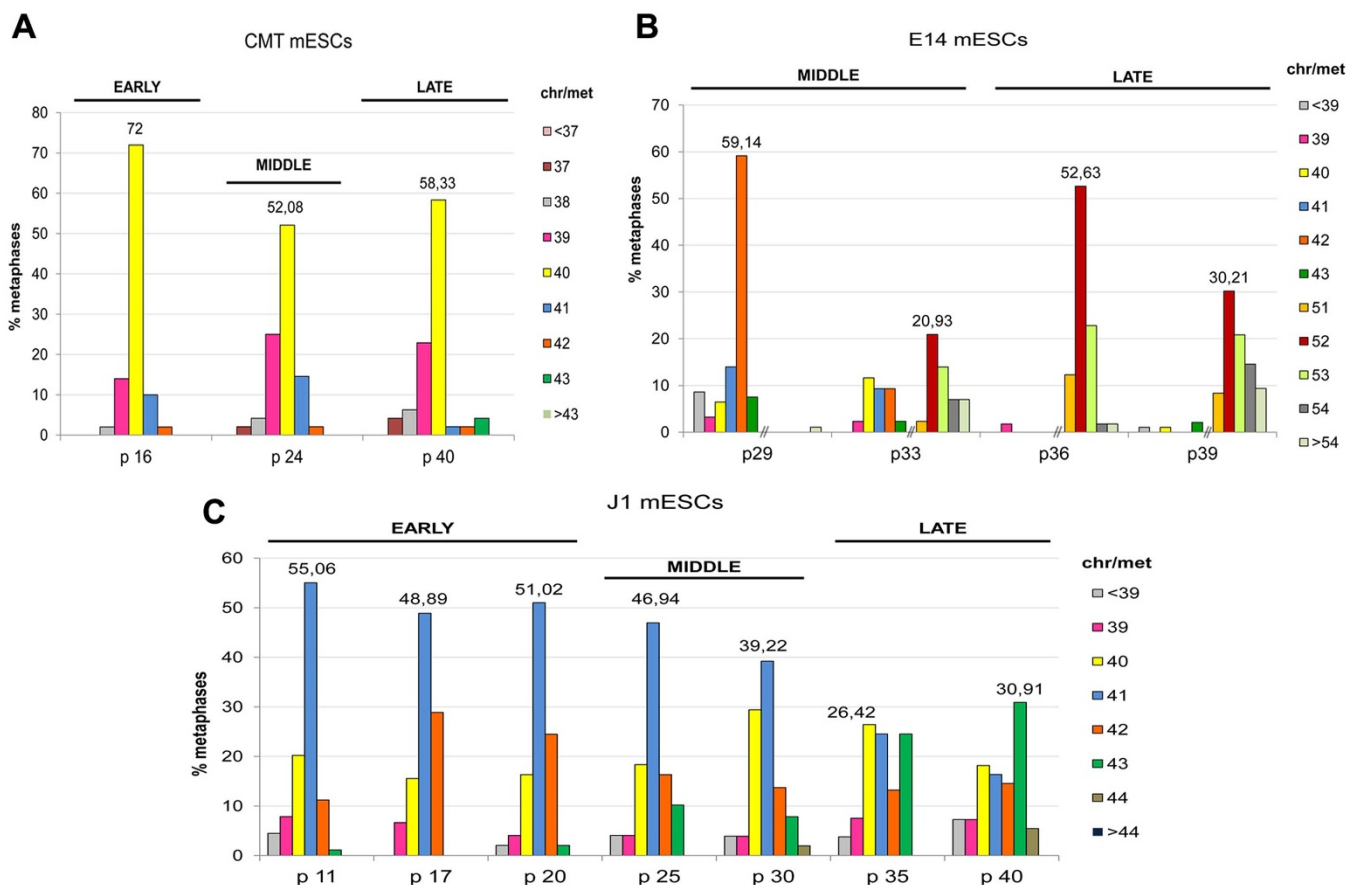 A
CMT mESCs
EARLY
MIDDLE
LATE
% metaphases
80
70
60
50
40
30
20
10
0
72
52,08
58,33
p 16
p 24
p 40
chr/met
<37
37
38
39
40
41
42
43
>43
B
E14 mESCs
MIDDLE
LATE
% metaphases
70
60
50
40
30
20
10
0
59,14
20,93
52,63
30,21
//
//
//
//
p29
p33
p36
p39
chr/met
<39
39
40
41
42
43
51
52
53
54
>54
C
J1 mESCs
EARLY
MIDDLE
LATE
% metaphases
60
50
40
30
20
10
0
55,06
48,89
51,02
46,94
39,22
26,42
30,91
p 11
p 17
p 20
p 25
p 30
p 35
p 40
chr/met
<39
39
40
41
42
43
44
>44